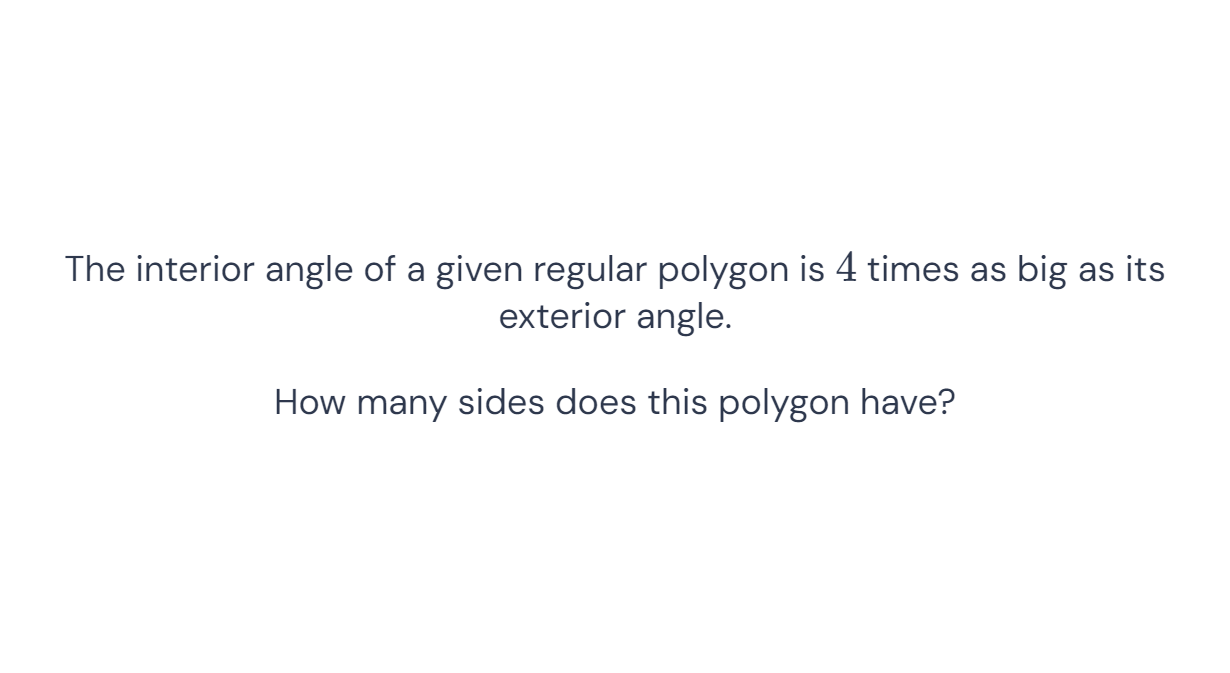 The interior angle of a given regular polygon is 4 times as big as its
exterior angle.
How many sides does this polygon have?